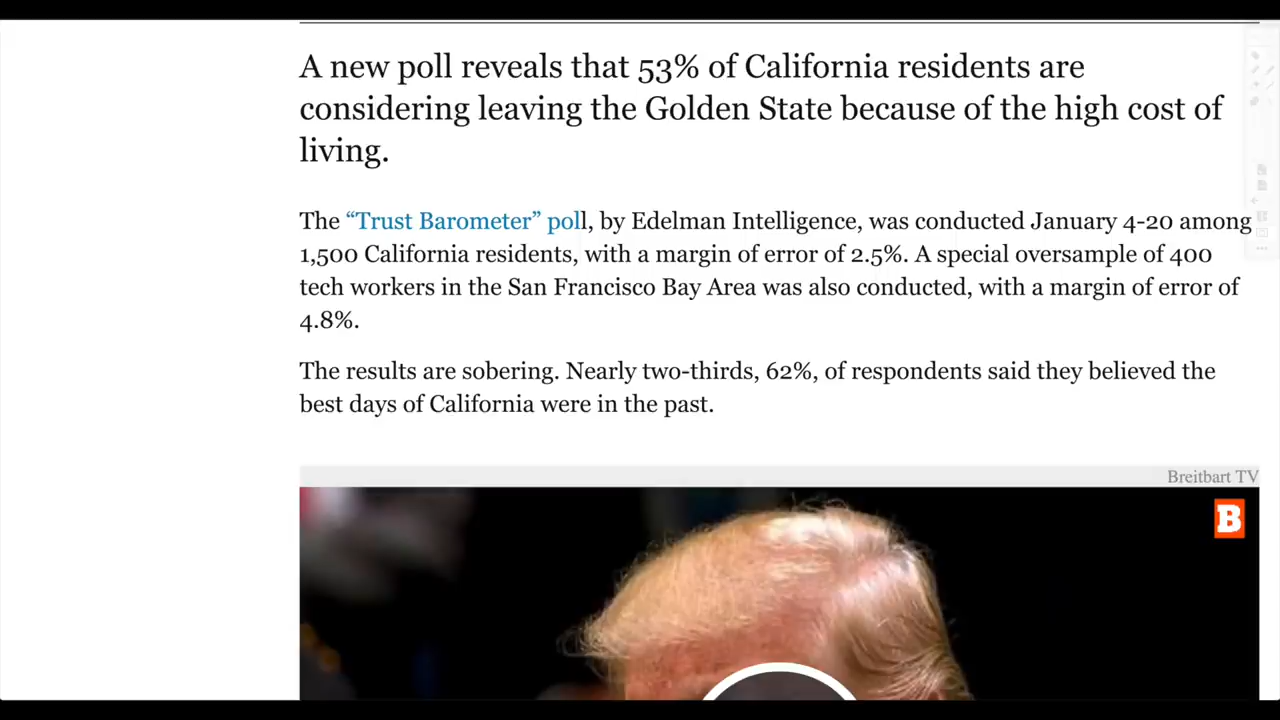 A new poll reveals that 53% of California residents are
considering leaving the Golden State because of the high cost of
living.
The “Trust Barometer” poll, by Edelman Intelligence, was conducted January 4-20 among
1,500 California residents, with a margin of error of 2.5%. A special oversample of 400
tech workers in the San Francisco Bay Area was also conducted, with a margin of error of
4.8%.
The results are sobering. Nearly two-thirds, 62%, of respondents said they believed the
best days of California were in the past.
Breitbart TV
B